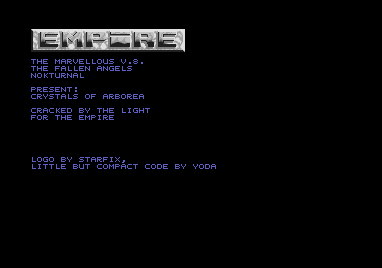 EMPIRE
THE MARVELLOUS V.8.
THE FALLEN ANGELS
NOKTURNAL
PRESENT:
CRYSTALS OF ARBOREA
CRACKED BY THE LIGHT
FOR THE EMPIRE
LOGO BY STARFIX,
LITTLE BUT COMPACT CODE BY YODA